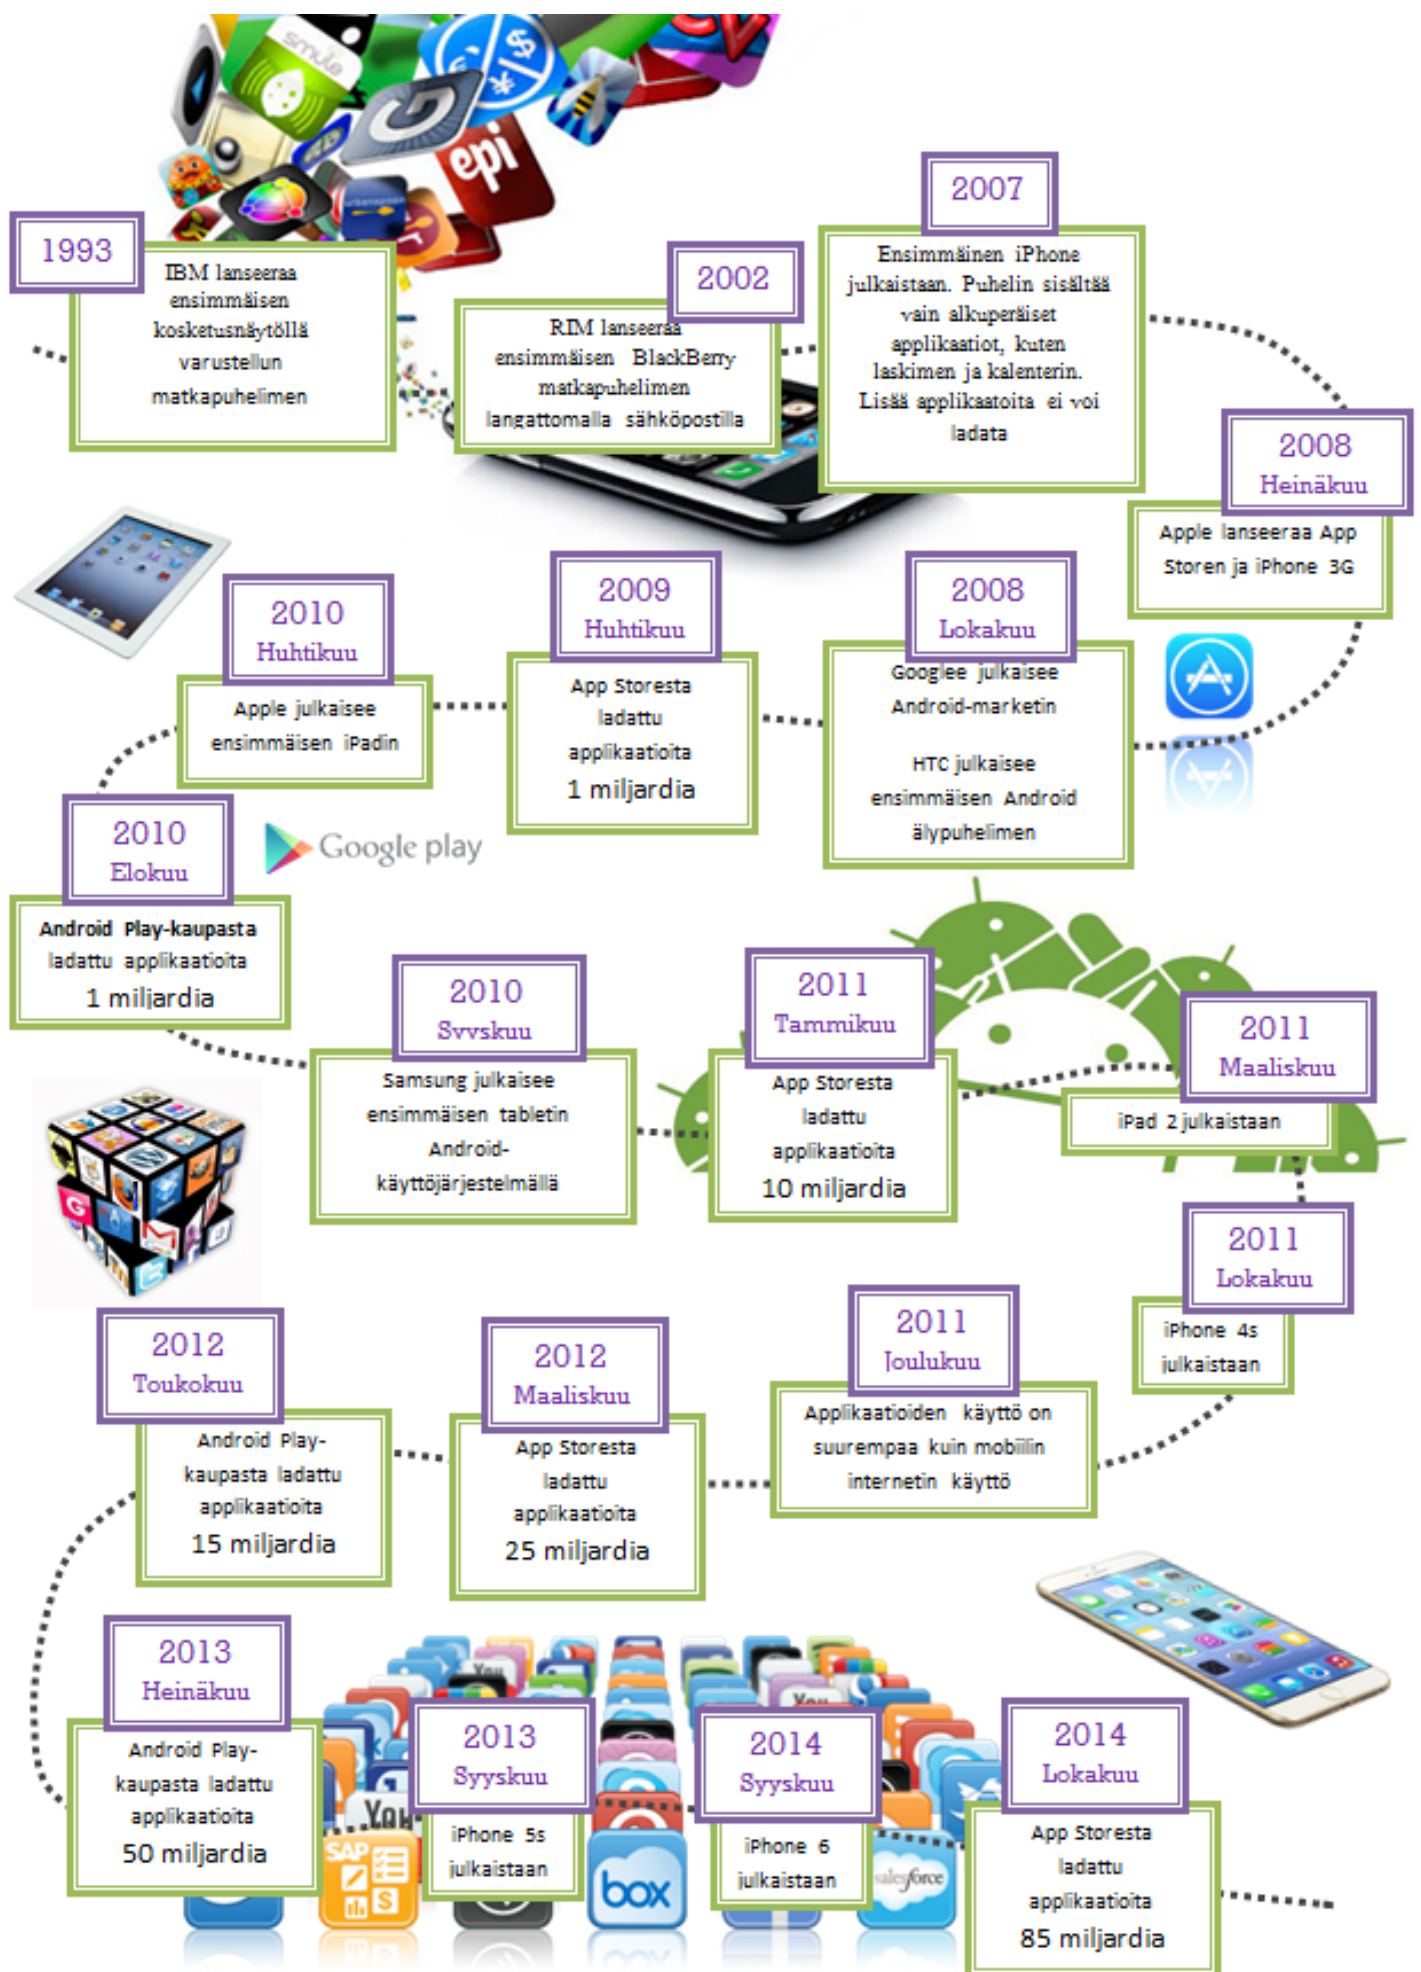 smule
epi
urbanspoon
1993
IBM lanseeraa
ensimmäisen
kosketusnäytöllä
varustellun
matkapuhelimen
2002
RIM lanseeraa
ensimmäisen BlackBerry
matkapuhelimen
langattomalla sähköpostilla
2007
Ensimmäinen iPhone
julkaistaan. Puhelin sisältää
vain alkuperäiset
applikaatiot, kuten
laskimen ja kalenterin.
Lisää applikaatoita ei voi
ladata
2008
Heinäkuu
Apple lanseeraa App
Storen ja iPhone 3G
2008
Lokakuu
Googlee julkaisee
Android-marketin
HTC julkaisee
ensimmäisen Android
älypuhelimen
2009
Huhtikuu
App Storesta
ladattu
applikaatioita
1 miljardia
2010
Huhtikuu
Apple julkaisee
ensimmäisen iPadin
Google play
2010
Elokuu
Android Play-kaupasta
ladattu applikaatioita
1 miljardia
2010
Syyskuu
Samsung julkaisee
ensimmäisen tabletin
Android-
käyttöjärjestelmällä
2011
Tammikuu
App Storesta
ladattu
applikaatioita
10 miljardia
2011
Maaliskuu
iPad 2 julkaistaan
2011
Lokakuu
iPhone 4s
julkaistaan
2011
Joulukuu
Applikaatioiden käyttö on
suurempaa kuin mobiilin
internetin käyttö
2012
Maaliskuu
App Storesta
ladattu
applikaatioita
25 miljardia
2012
Toukokuu
Android Play-
kaupasta ladattu
applikaatioita
15 miljardia
2013
Heinäkuu
Android Play-
kaupasta ladattu
applikaatioita
50 miljardia
2013
Syyskuu
iPhone 5s
julkaistaan
2014
Syyskuu
iPhone 6
julkaistaan
2014
Lokakuu
App Storesta
ladattu
applikaatioita
85 miljardia
You
You
SAP
box
salesforce